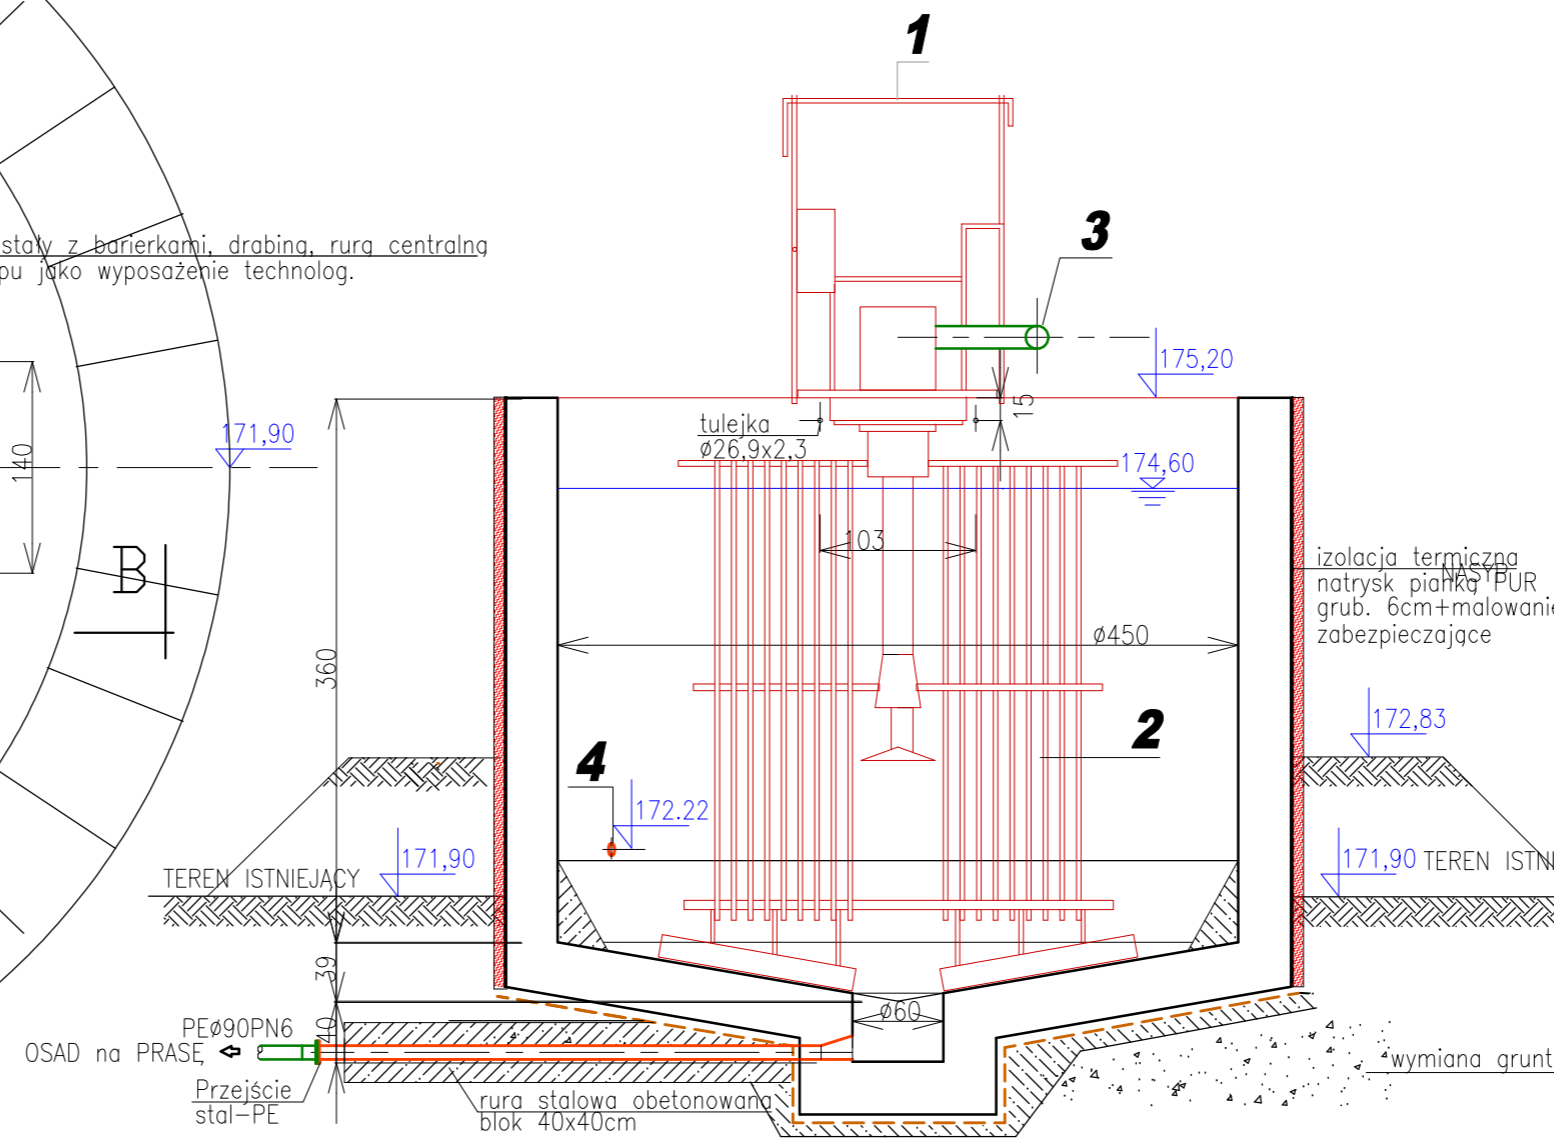 1
3
stały z barierkami, drabiną, rurą centralną
pu jako wyposażenie technolog.
175,20
15
tulejka
ø26,9x2,3
171,90
174,60
140
103
B
izolacja termiczna
NASYP
natrysk pianką PUR
grub. 6cm+malowanie
zabezpieczające
ø450
360
172,83
2
4
172.22
171,90
TEREN ISTNIEJĄCY
171,90
TEREN ISTNI
39
ø60
PEø90PN6
40
OSAD na PRASĘ
wymiana grunt
Przejście
stal-PE
rura stalowa obetonowana
blok 40x40cm